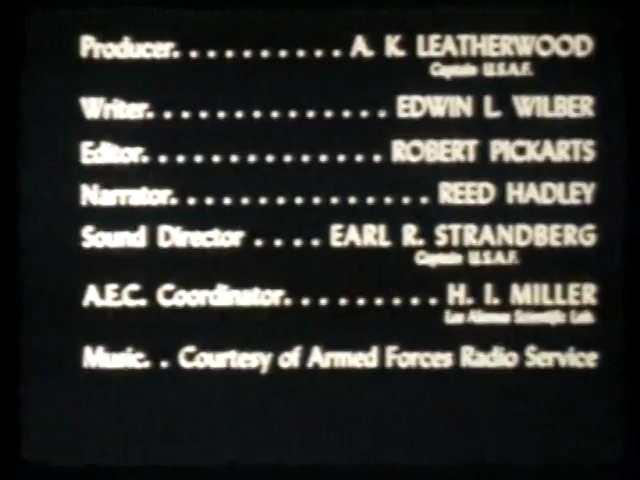 Producer. . . . . . . . . . . A. K. LEATHERWOOD
Captain U.S.A.F.
Writer. . . . . . . . . . . . . . . EDWIN L. WILBER
Editor. . . . . . . . . . . . . . . ROBERT PICKARTS
Narrator. . . . . . . . . . . . . . . . REED HADLEY
Sound Director . . . . EARL R. STRANDBERG
Captain U.S.A.F.
A.E.C. Coordinator. . . . . . . . . H. I. MILLER
Los Alamos Scientific Lab.
Music. . Courtesy of Armed Forces Radio Service